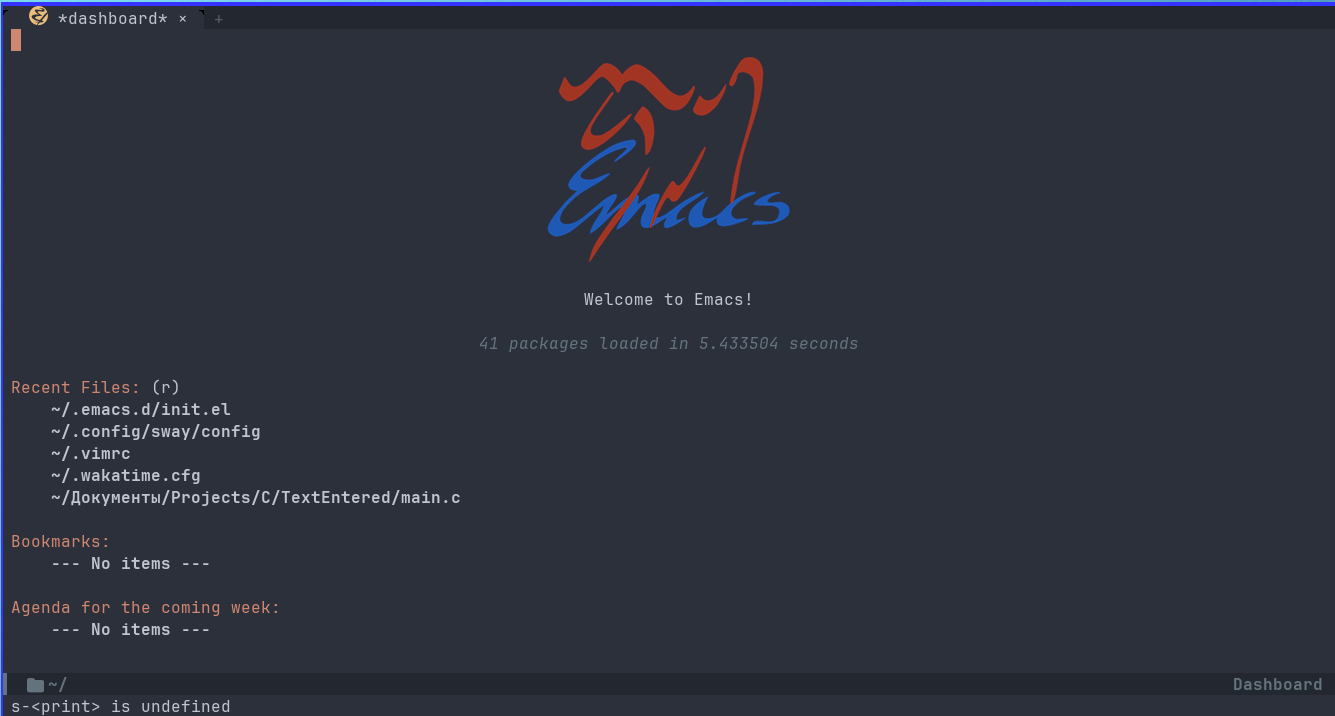 *dashboard* × +
Emacs
Welcome to Emacs!
41 packages loaded in 5.433504 seconds
Recent Files: (r)
~/.emacs.d/init.el
~/.config/sway/config
~/.vimrc
~/.wakatime.cfg
~/Документы/Projects/C/TextEntered/main.c
Bookmarks:
--- No items ---
Agenda for the coming week:
--- No items ---
~/ Dashboard
s-<print> is undefined